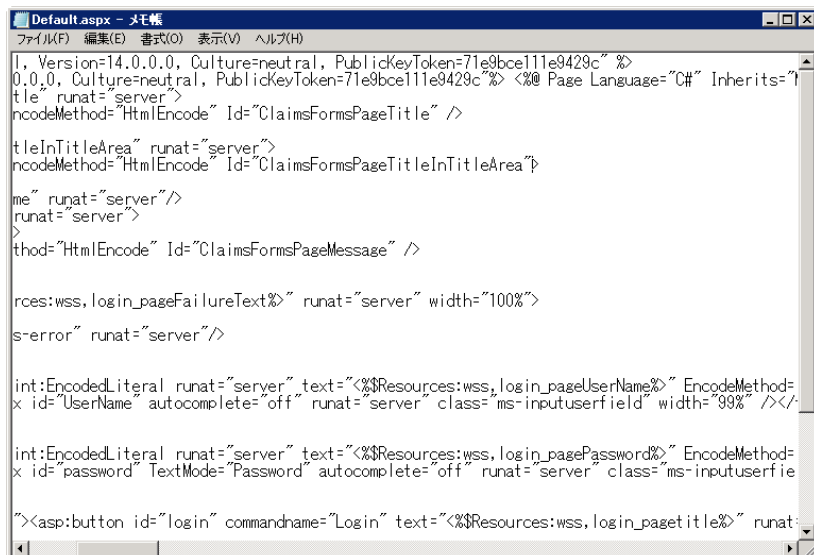 Default.aspx - メモ帳
ファイル(F) 編集(E) 書式(O) 表示(V) ヘルプ(H)
l, Version=14.0.0.0, Culture=neutral, PublicKeyToken=71e9bce111e9429c" %>
0.0.0, Culture=neutral, PublicKeyToken=71e9bce111e9429c"%> <%@ Page Language="C#" Inherits="
tle" runat="server">
ncodeMethod="HtmlEncode" Id="ClaimsFormsPageTitle" />
tleInTitleArea" runat="server">
ncodeMethod="HtmlEncode" Id="ClaimsFormsPageTitleInTitleArea">
me" runat="server"/>
runat="server">
>
thod="HtmlEncode" Id="ClaimsFormsPageMessage" />
rces:wss,login_pageFailureText%>" runat="server" width="100%">
s-error" runat="server"/>
int:EncodedLiteral runat="server" text="<%$Resources:wss,login_pageUserName%>" EncodeMethod=
x id="UserName" autocomplete="off" runat="server" class="ms-inputuserfield" width="99%" /></
int:EncodedLiteral runat="server" text="<%$Resources:wss,login_pagePassword%>" EncodeMethod=
x id="password" TextMode="Password" autocomplete="off" runat="server" class="ms-inputuserfie
"><asp:button id="login" commandname="Login" text="<%$Resources:wss,login_pagetitle%>" runat